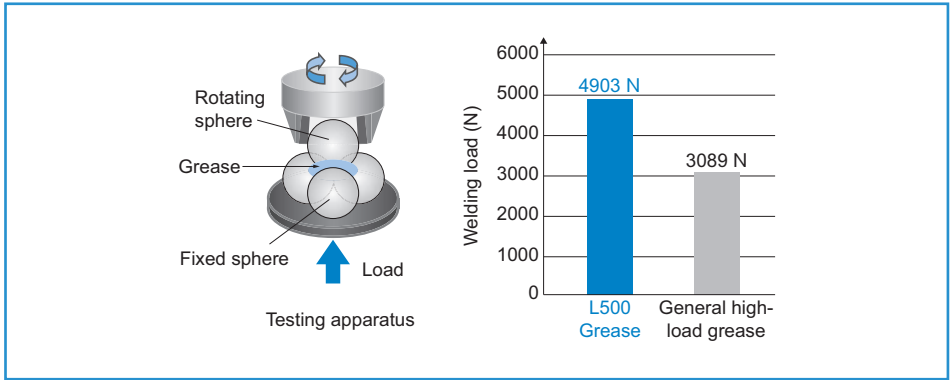 Rotating
sphere
Grease
Fixed sphere
Load
Testing apparatus
Welding load (N)
6000
5000
4000
3000
2000
1000
0
4903 N
3089 N
L500
Grease
General high-
load grease